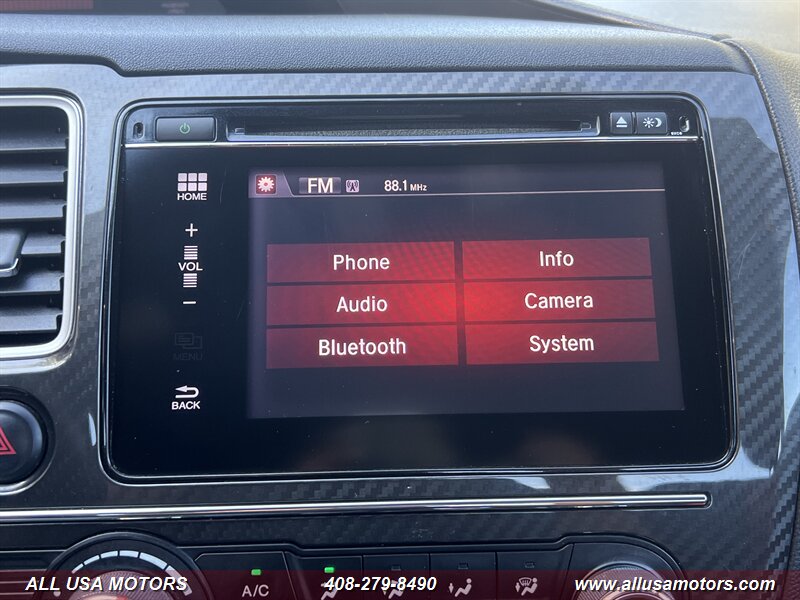 HOME
FM
88.1 MHz
+
VOL
−
MENU
BACK
Phone
Info
Audio
Camera
Bluetooth
System
A/C
ALL USA MOTORS
408-279-8490
www.allusamotors.com